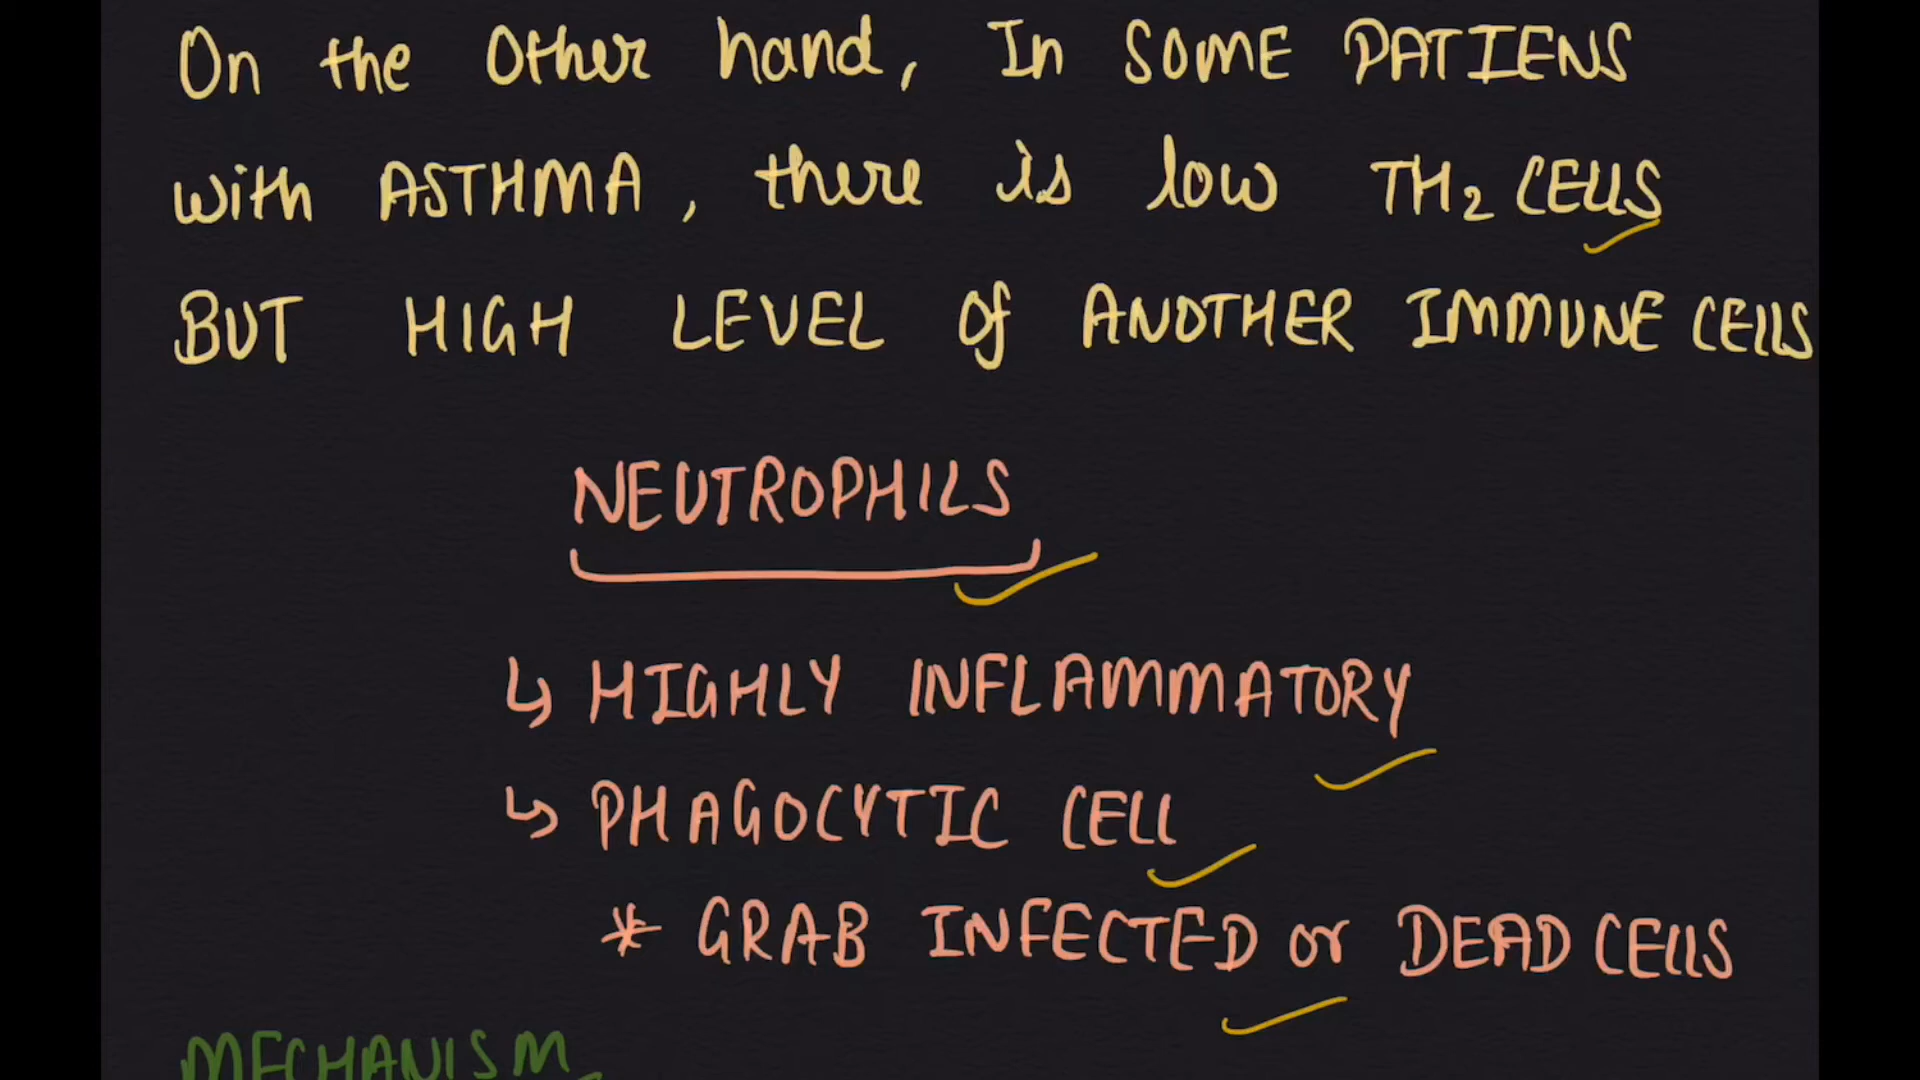 On the Other hand, In SOME PATIENS
with ASTHMA, there is low TH2 CELLS
BUT HIGH LEVEL Of ANOTHER IMMUNE CELLS
NEUTROPHILS
↳ HIGHLY INFLAMMATORY
↳ PHAGOCYTIC CELL
* GRAB INFECTED or DEAD CELLS
MECHANISM